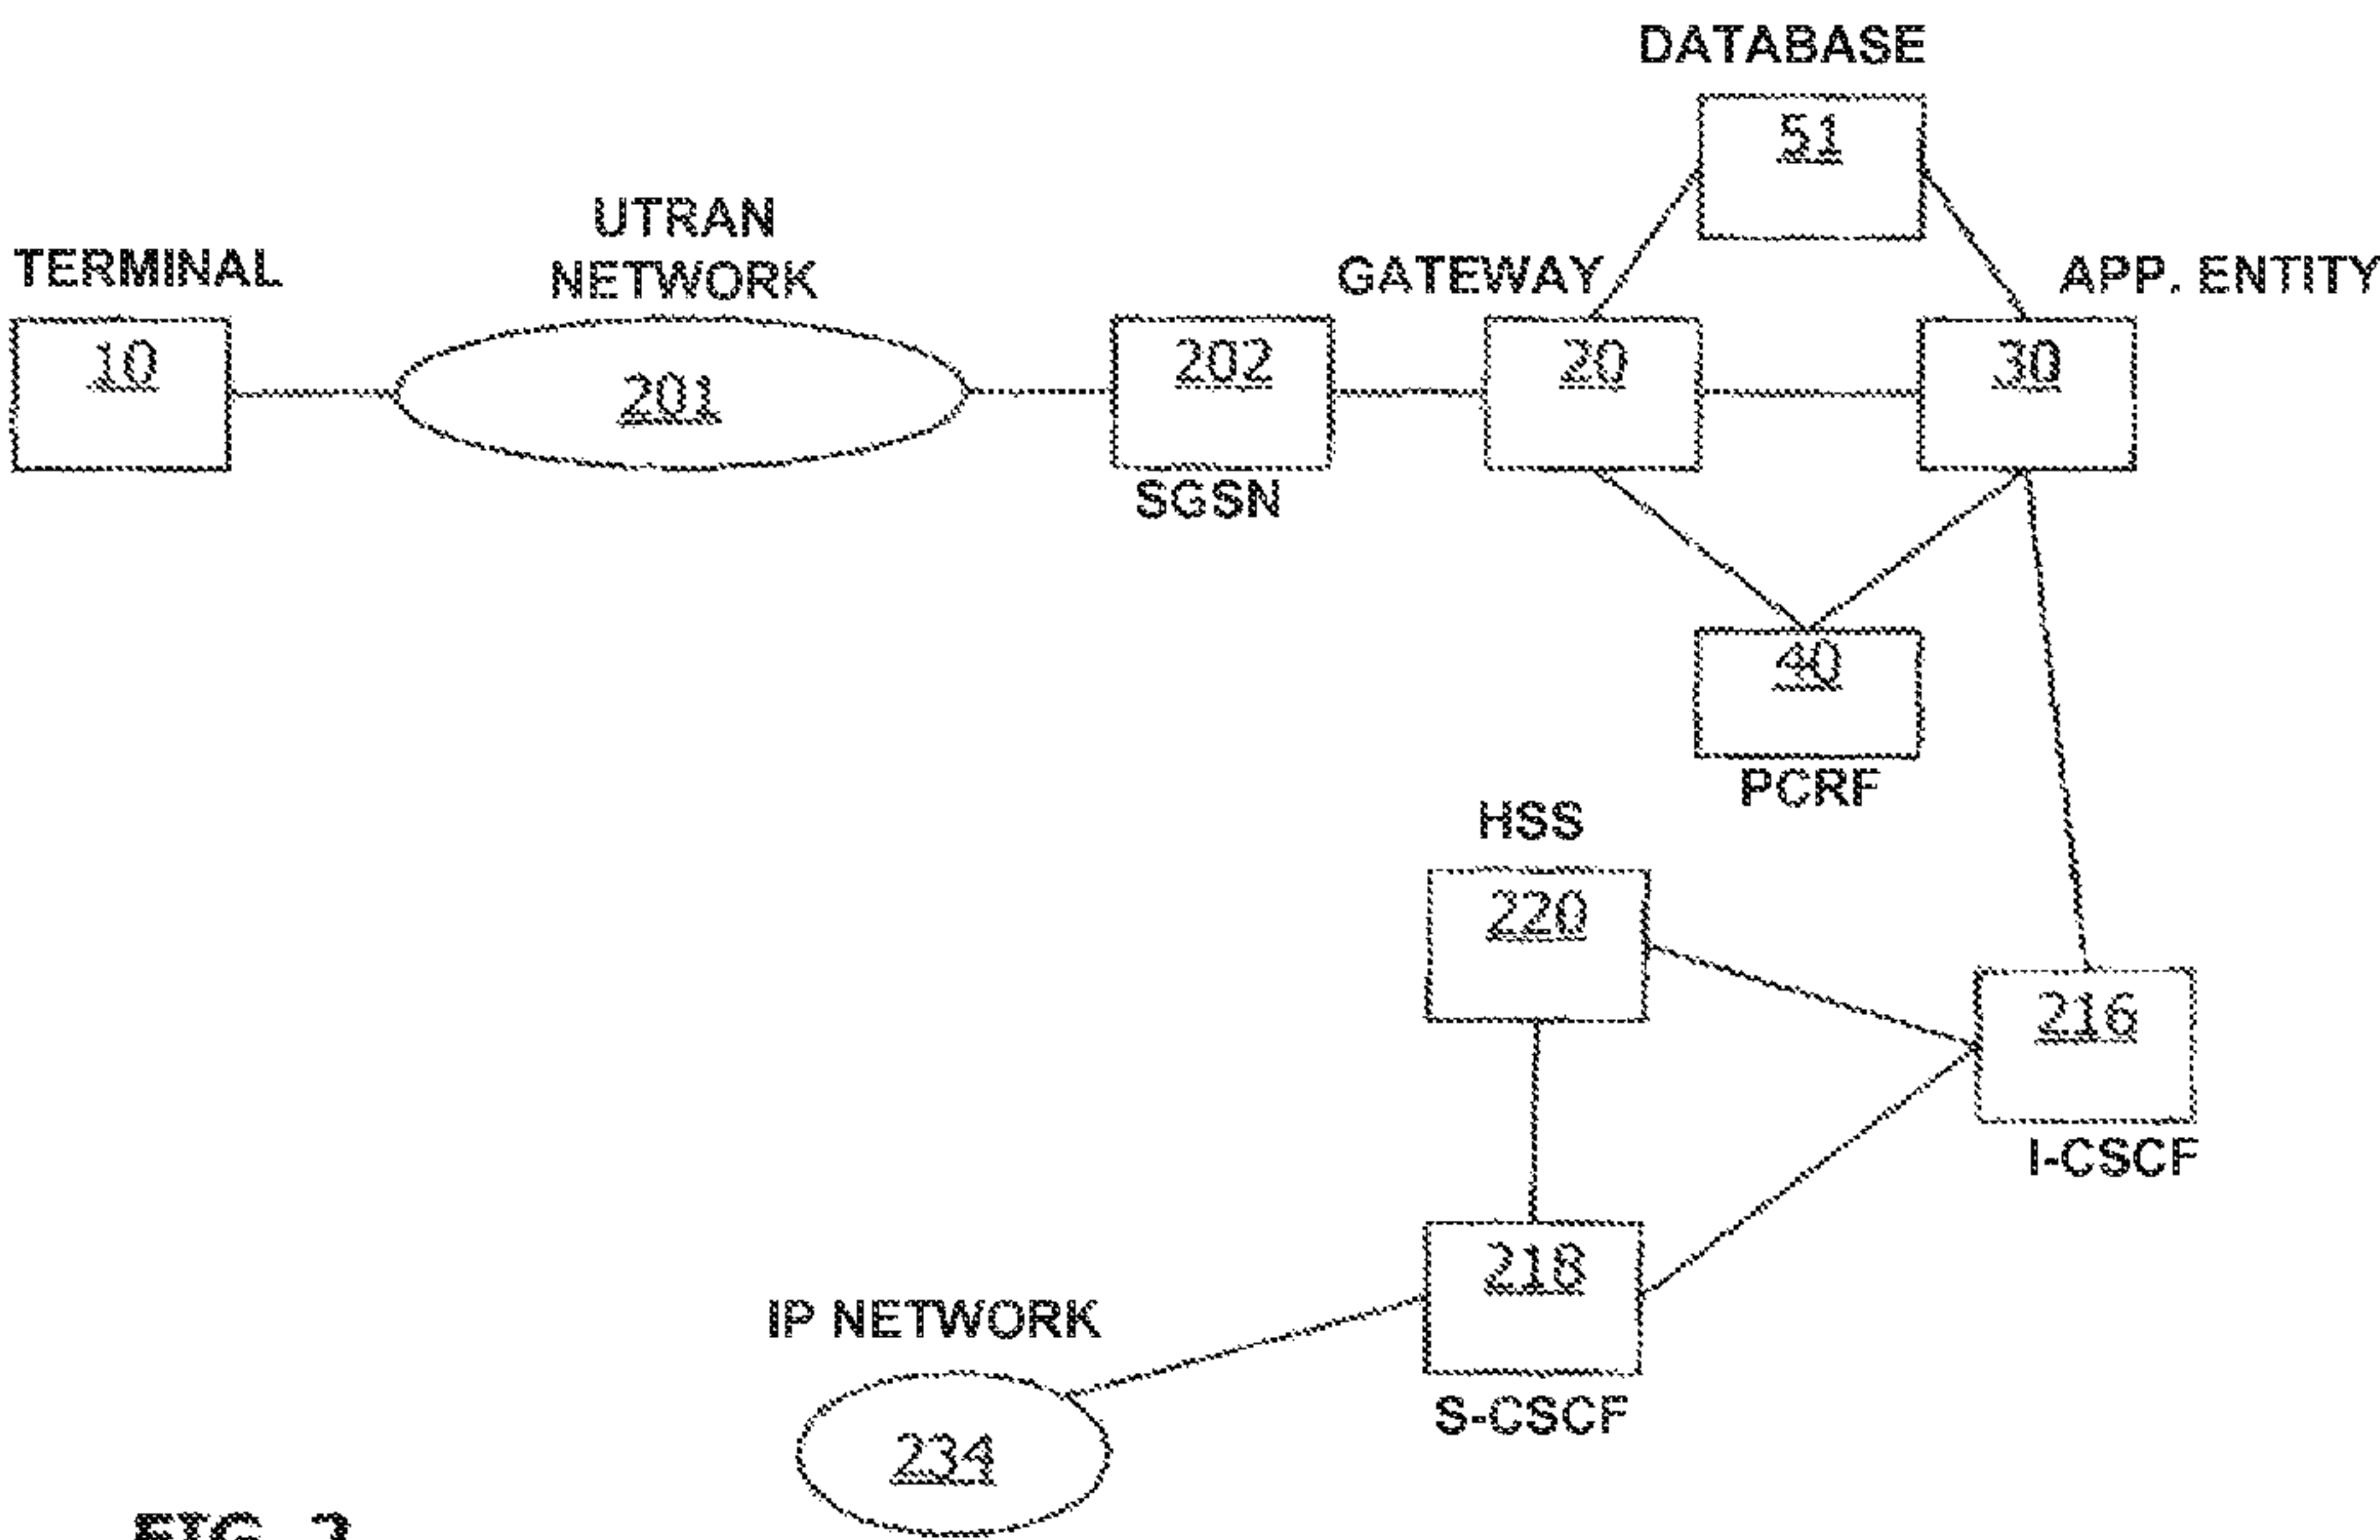 DATABASE
51
UTRAN
NETWORK
TERMINAL
GATEWAY
APP. ENTITY
10
201
202
20
30
SGSN
40
PCRF
HSS
220
216
I-CSCF
218
IP NETWORK
S-CSCF
234